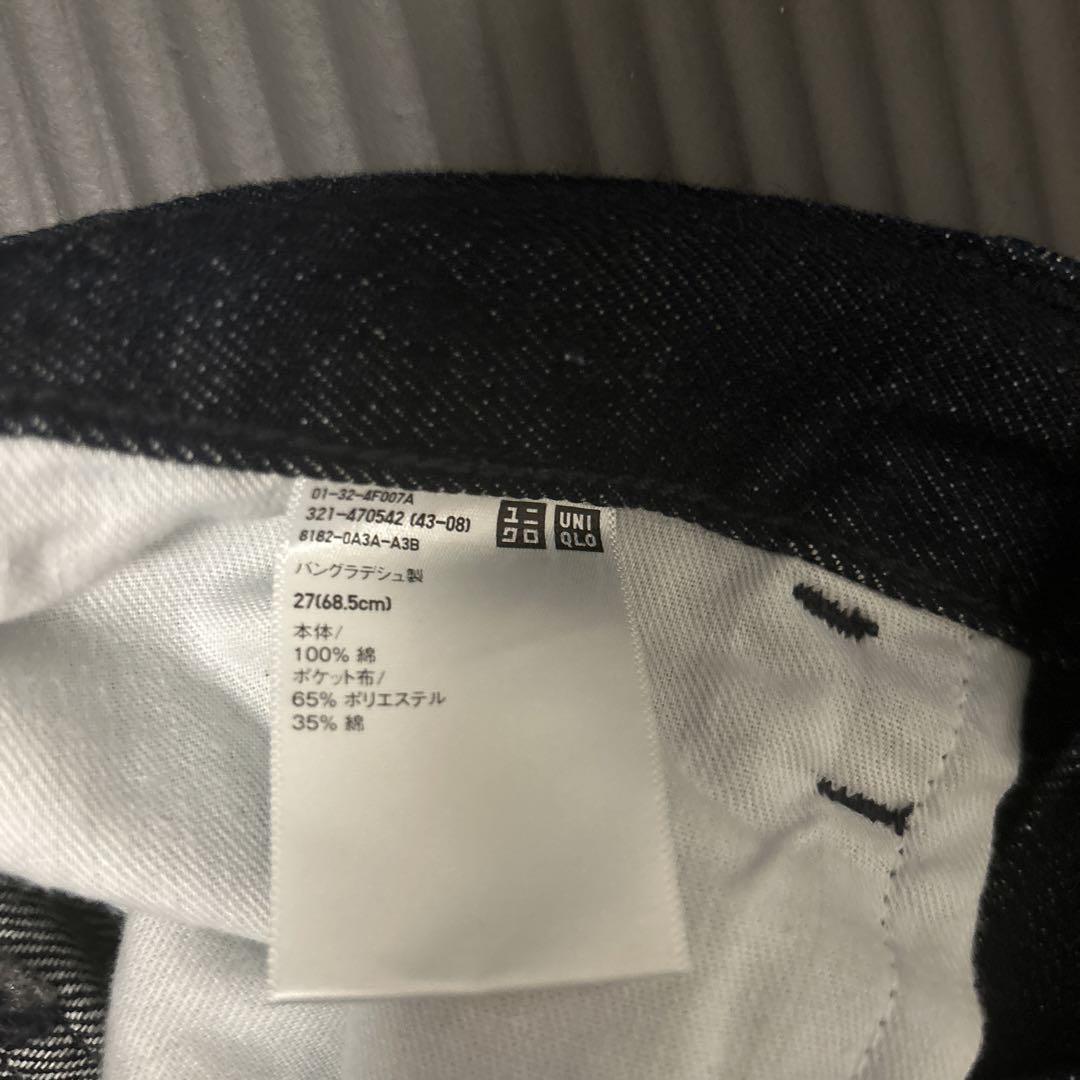 01-32-4F007A
321-470542 (43-08)
8182-0A3A-A3B
ユニ
クロ
UNI
QLO
バングラデシュ製
27(68.5cm)
本体/
100% 綿
ポケット布/
65% ポリエステル
35% 綿